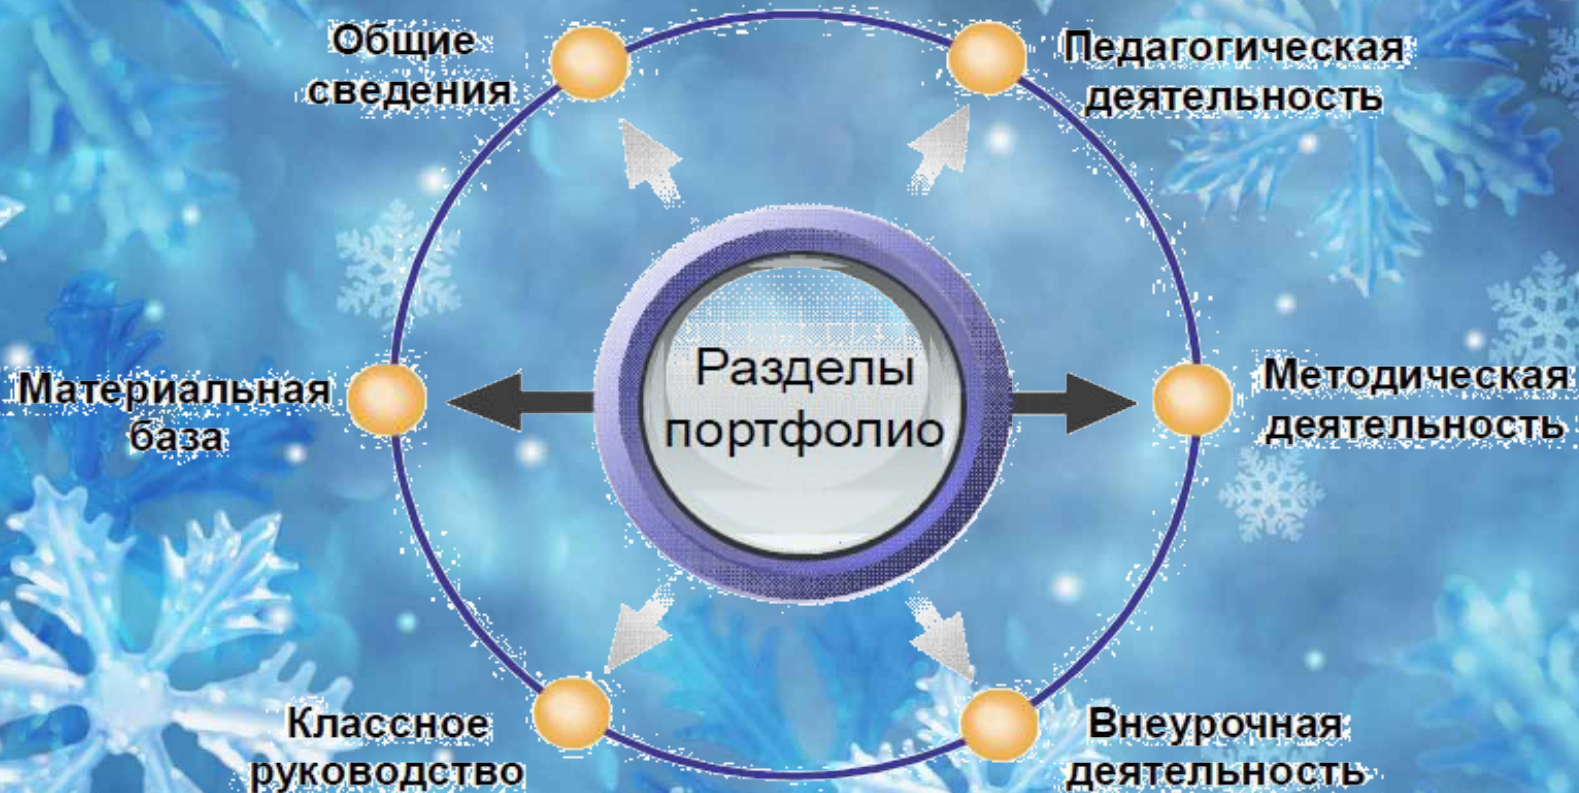 Общие
сведения
Педагогическая
деятельность
Материальная
база
Разделы
портфолио
Методическая
деятельность
Классное
руководство
Внеурочная
деятельность